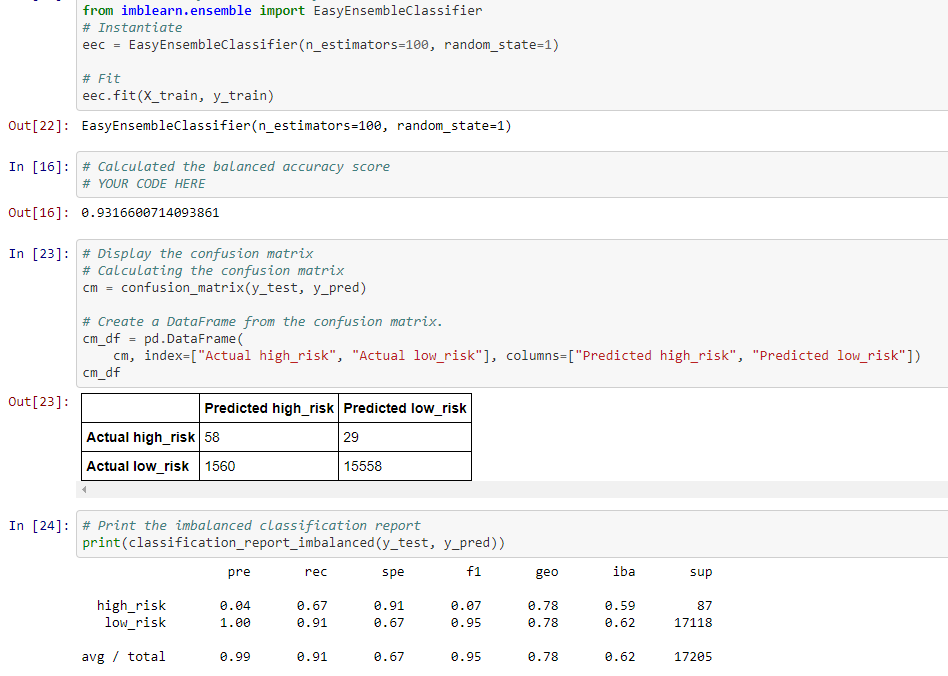 from imblearn.ensemble import EasyEnsembleClassifier
# Instantiate
eec = EasyEnsembleClassifier(n_estimators=100, random_state=1)
# Fit
eec.fit(X_train, y_train)
Out[22]: EasyEnsembleClassifier(n_estimators=100, random_state=1)
In [16]: # Calculated the balanced accuracy score
# YOUR CODE HERE
Out[16]: 0.9316600714093861
In [23]: # Display the confusion matrix
# Calculating the confusion matrix
cm = confusion_matrix(y_test, y_pred)
# Create a DataFrame from the confusion matrix.
cm_df = pd.DataFrame(
cm, index=["Actual high_risk", "Actual low_risk"], columns=["Predicted high_risk", "Predicted low_risk"])
cm_df
Out[23]:
Predicted high_risk Predicted low_risk
Actual high_risk 58 29
Actual low_risk 1560 15558
In [24]: # Print the imbalanced classification report
print(classification_report_imbalanced(y_test, y_pred))
pre rec spe f1 geo iba sup
high_risk 0.04 0.67 0.91 0.07 0.78 0.59 87
low_risk 1.00 0.91 0.67 0.95 0.78 0.62 17118
avg / total 0.99 0.91 0.67 0.95 0.78 0.62 17205